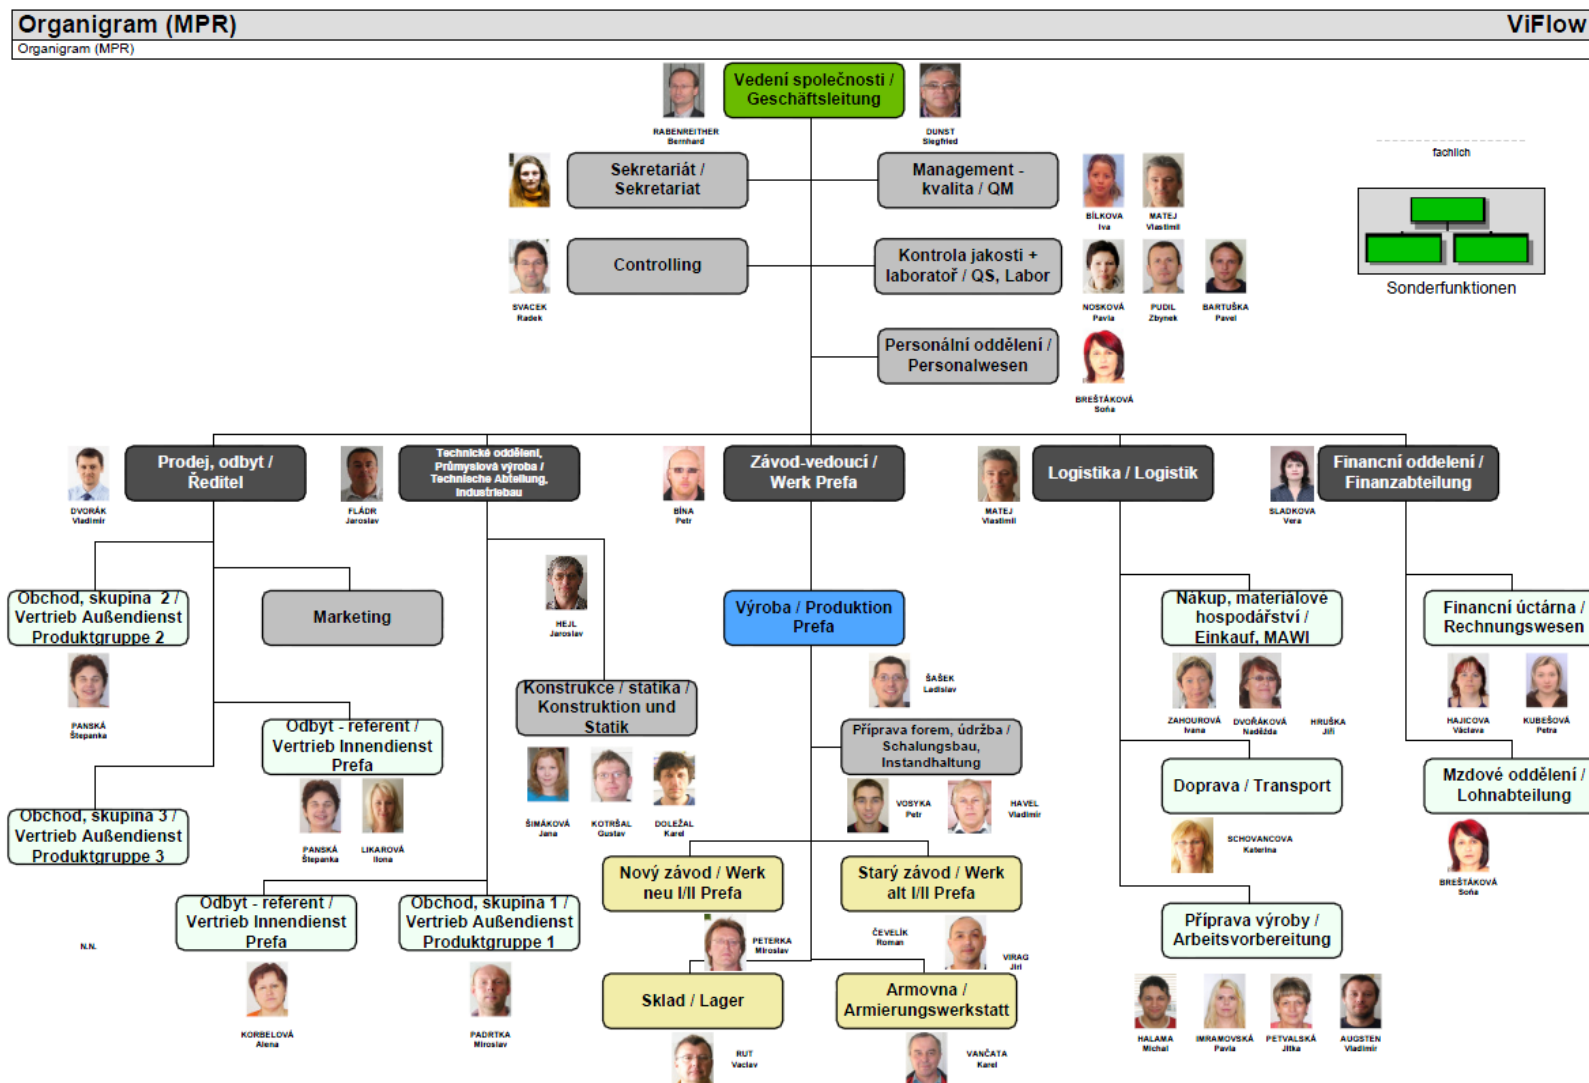 Organigram (MPR)
ViFlow
Organigram (MPR)
Vedení společnosti /
Geschäftsleitung
RABENREITHER
Bernhard
DUNST
Siegfried
Sekretariát /
Sekretariat
Management -
kvalita / QM
BÍLKOVA
Iva
MATEJ
Vlastimil
fachlich
Sonderfunktionen
Controlling
SVACEK
Radek
Kontrola jakosti +
laboratoř / QS, Labor
NOSKOVÁ
Pavla
PUDIL
Zbynek
BARTUŠKA
Pavel
Personální oddělení /
Personalwesen
BREŠTÁKOVÁ
Soňa
Prodej, odbyt /
Ředitel
DVORÁK
Vladimír
Technické oddělení,
Průmyslová výroba /
Technische Abteilung,
Industriebau
FLÁDR
Jaroslav
Závod-vedoucí /
Werk Prefa
BÍNA
Petr
Logistika / Logistik
MATEJ
Vlastimil
Financní oddelení /
Finanzabteilung
SLADKOVA
Vera
Obchod, skupina 2 /
Vertrieb Außendienst
Produktgruppe 2
PANSKÁ
Štepanka
Marketing
HEJL
Jaroslav
Výroba / Produktion
Prefa
ŠAŠEK
Ladislav
Nákup, materiálové
hospodářství /
Einkauf, MAWI
ZAHOUROVÁ
Ivana
DVOŘÁKOVÁ
Naděžda
HRUŠKA
Jiří
Financní úctárna /
Rechnungswesen
HAJICOVA
Václava
KUBEŠOVÁ
Petra
Odbyt - referent /
Vertrieb Innendienst
Prefa
PANSKÁ
Štepanka
LIKAROVÁ
Ilona
Konstrukce / statika /
Konstruktion und
Statik
ŠIMÁKOVÁ
Jana
KOTRŠAL
Gustav
DOLEŽAL
Karel
Příprava forem, údržba /
Schalungsbau,
Instandhaltung
VOSYKA
Petr
HAVEL
Vladimír
Doprava / Transport
SCHOVANCOVA
Katerina
Mzdové oddělení /
Lohnabteilung
BREŠTÁKOVÁ
Soňa
Obchod, skupina 3 /
Vertrieb Außendienst
Produktgruppe 3
N.N.
Odbyt - referent /
Vertrieb Innendienst
Prefa
KORBELOVÁ
Alena
Obchod, skupina 1 /
Vertrieb Außendienst
Produktgruppe 1
PADRTKA
Miroslav
Nový závod / Werk
neu I/II Prefa
PETERKA
Miroslav
Starý závod / Werk
alt I/II Prefa
ČEVELÍK
Roman
VIRAG
Jiri
Příprava výroby /
Arbeitsvorbereitung
HALAMA
Michal
IMRAMOVSKÁ
Pavla
PETVALSKÁ
Jitka
AUGSTEN
Vladimír
Sklad / Lager
RUT
Vaclav
Armovna /
Armierungswerkstatt
VANČATA
Karel